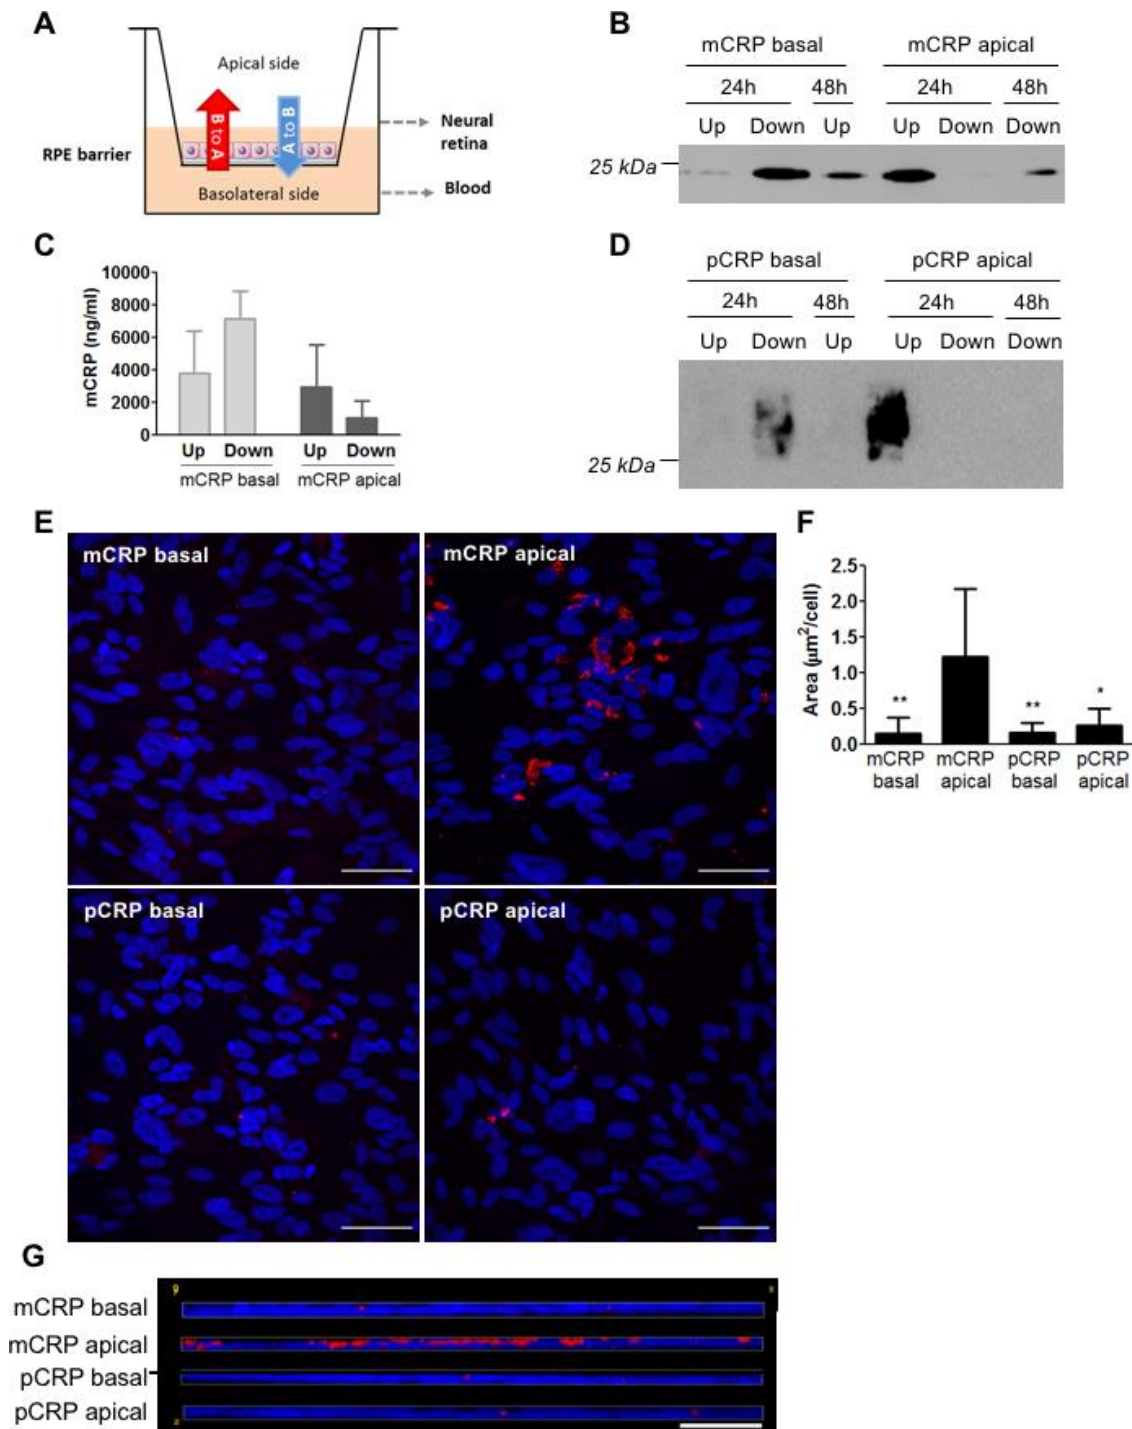 A
Apical side
B to A
A to B
RPE barrier
Basolateral side
Neural
retina
Blood
B
mCRP basal mCRP apical
24h 48h 24h 48h
Up Down Up Up Down Down
25 kDa
C
10000
8000
6000
4000
2000
0
mCRP (ng/ml)
Up Down Up Down
mCRP basal mCRP apical
D
pCRP basal pCRP apical
24h 48h 24h 48h
Up Down Up Up Down Down
25 kDa
E
mCRP basal
mCRP apical
pCRP basal
pCRP apical
F
2.5
2.0
1.5
1.0
0.5
0.0
Area (μm²/cell)
** ** *
mCRP mCRP pCRP pCRP
basal apical basal apical
G
mCRP basal
mCRP apical
pCRP basal
pCRP apical